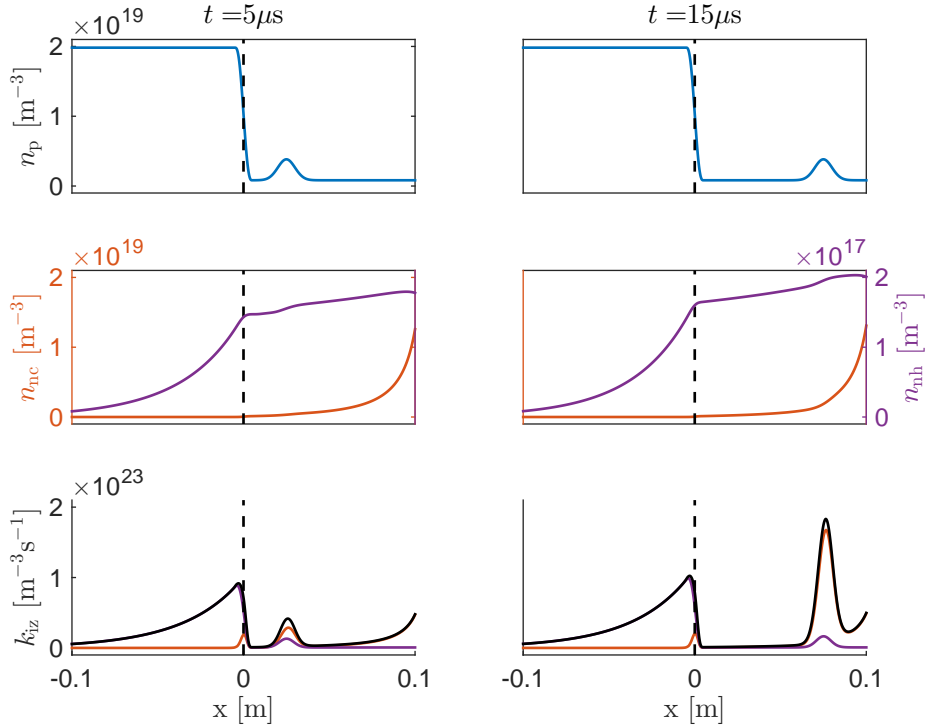 t =5μs
t =15μs
×10^19
2
1
0
n_p [m^−3]
×10^19
×10^17
2
1
0
2
1
0
n_nc [m^−3]
n_nh [m^−3]
×10^23
2
1
0
k_iz [m^−3s^−1]
-0.1
0
0.1
-0.1
0
0.1
x [m]
x [m]